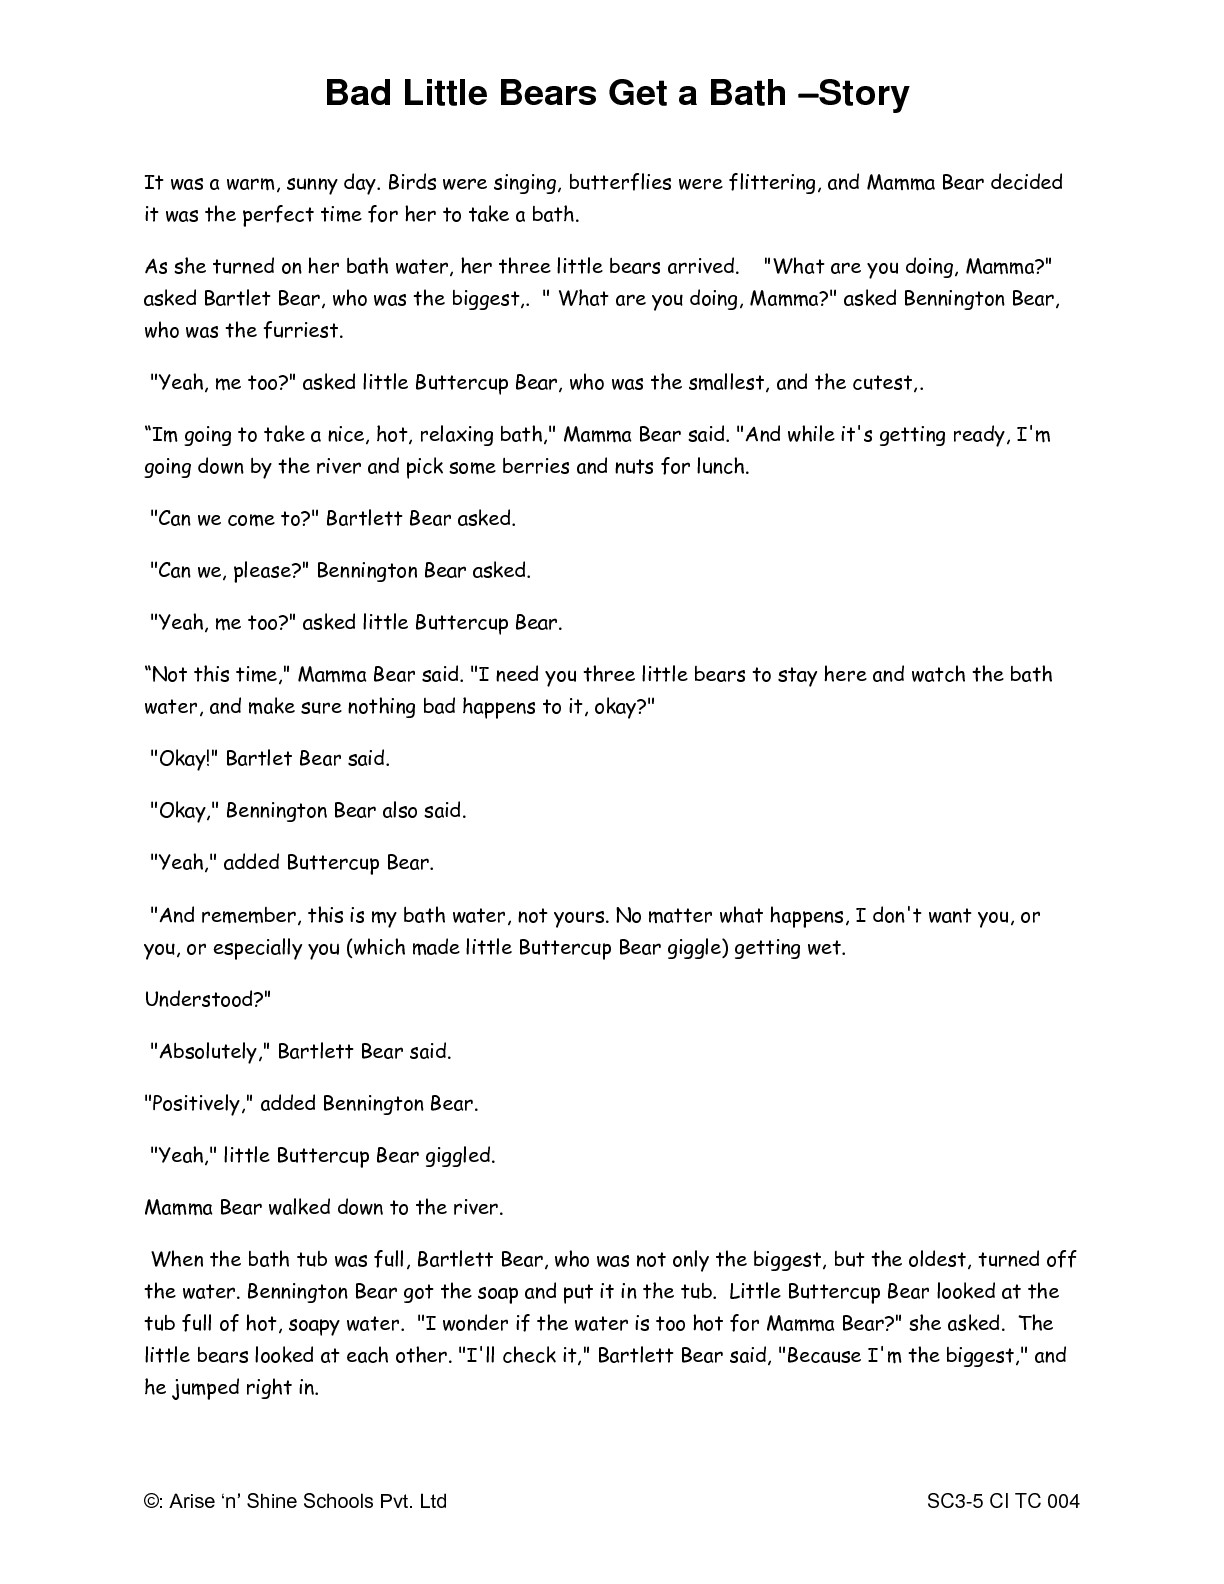 Bad Little Bears Get a Bath –Story
It was a warm, sunny day. Birds were singing, butterflies were flittering, and Mamma Bear decided
it was the perfect time for her to take a bath.
As she turned on her bath water, her three little bears arrived.    "What are you doing, Mamma?"
asked Bartlet Bear, who was the biggest,.  " What are you doing, Mamma?" asked Bennington Bear,
who was the furriest.
"Yeah, me too?" asked little Buttercup Bear, who was the smallest, and the cutest,.
“Im going to take a nice, hot, relaxing bath," Mamma Bear said. "And while it's getting ready, I'm
going down by the river and pick some berries and nuts for lunch.
"Can we come to?" Bartlett Bear asked.
"Can we, please?" Bennington Bear asked.
"Yeah, me too?" asked little Buttercup Bear.
“Not this time," Mamma Bear said. "I need you three little bears to stay here and watch the bath
water, and make sure nothing bad happens to it, okay?"
"Okay!" Bartlet Bear said.
"Okay," Bennington Bear also said.
"Yeah," added Buttercup Bear.
"And remember, this is my bath water, not yours. No matter what happens, I don't want you, or
you, or especially you (which made little Buttercup Bear giggle) getting wet.
Understood?"
"Absolutely," Bartlett Bear said.
"Positively," added Bennington Bear.
"Yeah," little Buttercup Bear giggled.
Mamma Bear walked down to the river.
When the bath tub was full, Bartlett Bear, who was not only the biggest, but the oldest, turned off
the water. Bennington Bear got the soap and put it in the tub.  Little Buttercup Bear looked at the
tub full of hot, soapy water.  "I wonder if the water is too hot for Mamma Bear?" she asked.  The
little bears looked at each other. "I'll check it," Bartlett Bear said, "Because I'm the biggest," and
he jumped right in.
©: Arise ‘n’ Shine Schools Pvt. Ltd
SC3-5 CI TC 004